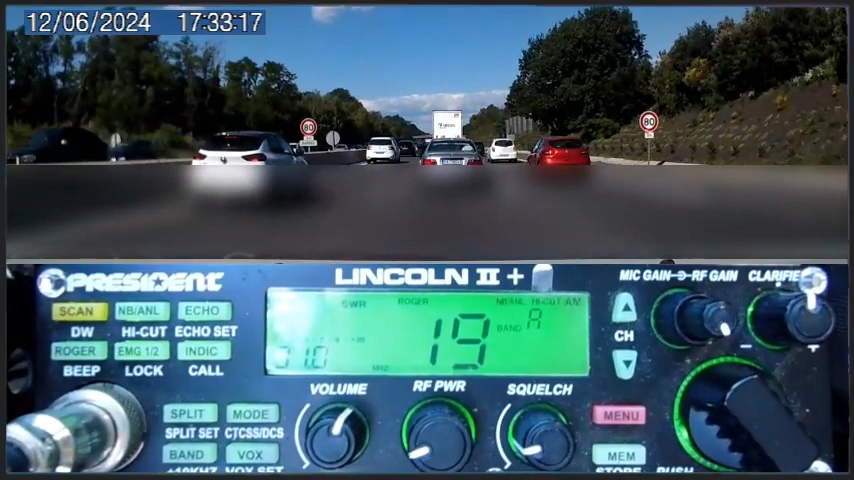 12/06/2024 17:33:17
80
80
PRESIDENT
LINCOLN II +
MIC GAIN RF GAIN CLARIFIER
SCAN NB/ANL ECHO
DW HI-CUT ECHO SET
ROGER EMG 1/2 INDIC
BEEP LOCK CALL
SWR ROGER NB/ANL HI-CUT AM
19 BAND A
MHz
CH
VOLUME RF PWR SQUELCH
SPLIT MODE
SPLIT SET CTCSS/DCS
BAND VOX
+10KHZ VOX SET
MENU
MEM
STORE PUSH